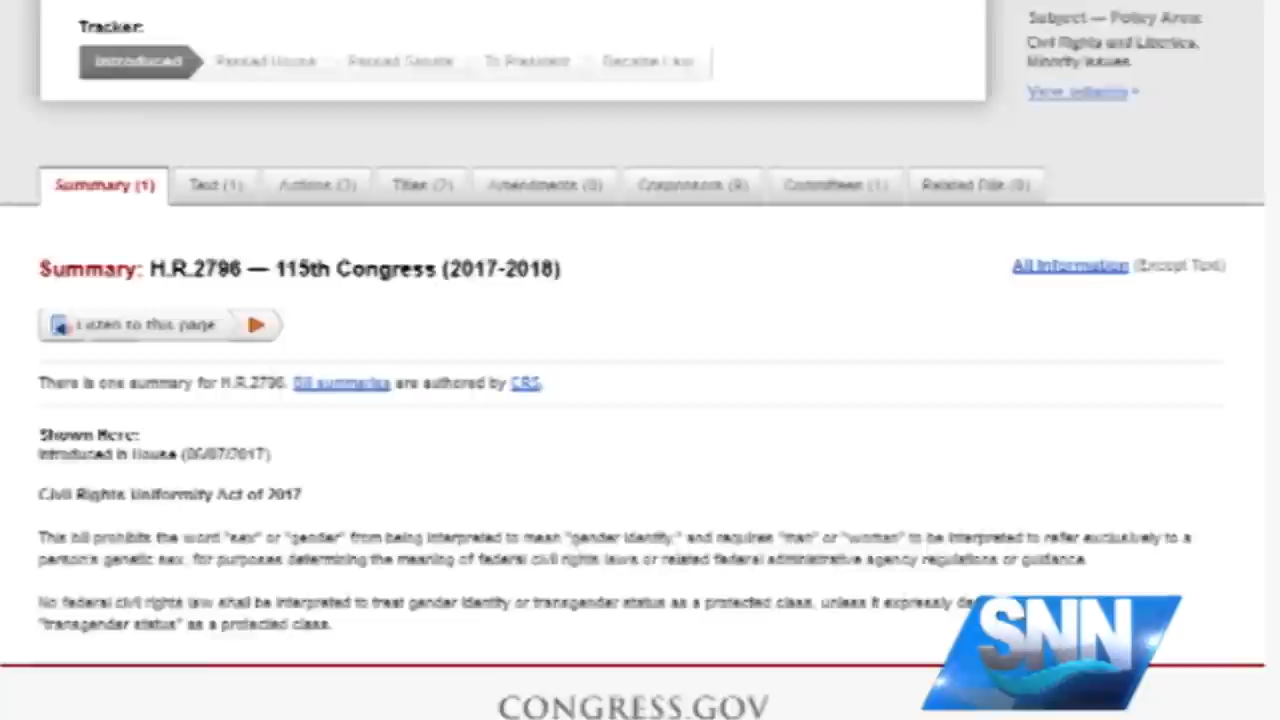 Tracker:
Subject — Policy Area:
Introduced
Passed House
Passed Senate
To President
Became Law
Civil Rights and Liberties,
Minority Issues
View subjects »
Summary (1)
Text (1)
Actions (3)
Titles (2)
Amendments (0)
Cosponsors (8)
Committees (1)
Related Bills (0)
Summary: H.R.2796 — 115th Congress (2017-2018)
All Information (Except Text)
Listen to this page
There is one summary for H.R.2796. Bill summaries are authored by CRS.
Shown Here:
Introduced in House (06/07/2017)
Civil Rights Uniformity Act of 2017
This bill prohibits the word "sex" or "gender" from being interpreted to mean "gender identity," and requires "man" or "woman" to be interpreted to refer exclusively to a
person's genetic sex, for purposes determining the meaning of federal civil rights laws or related federal administrative agency regulations or guidance.
No federal civil rights law shall be interpreted to treat gender identity or transgender status as a protected class, unless it expressly
"transgender status" as a protected class.
SNN
CONGRESS.GOV